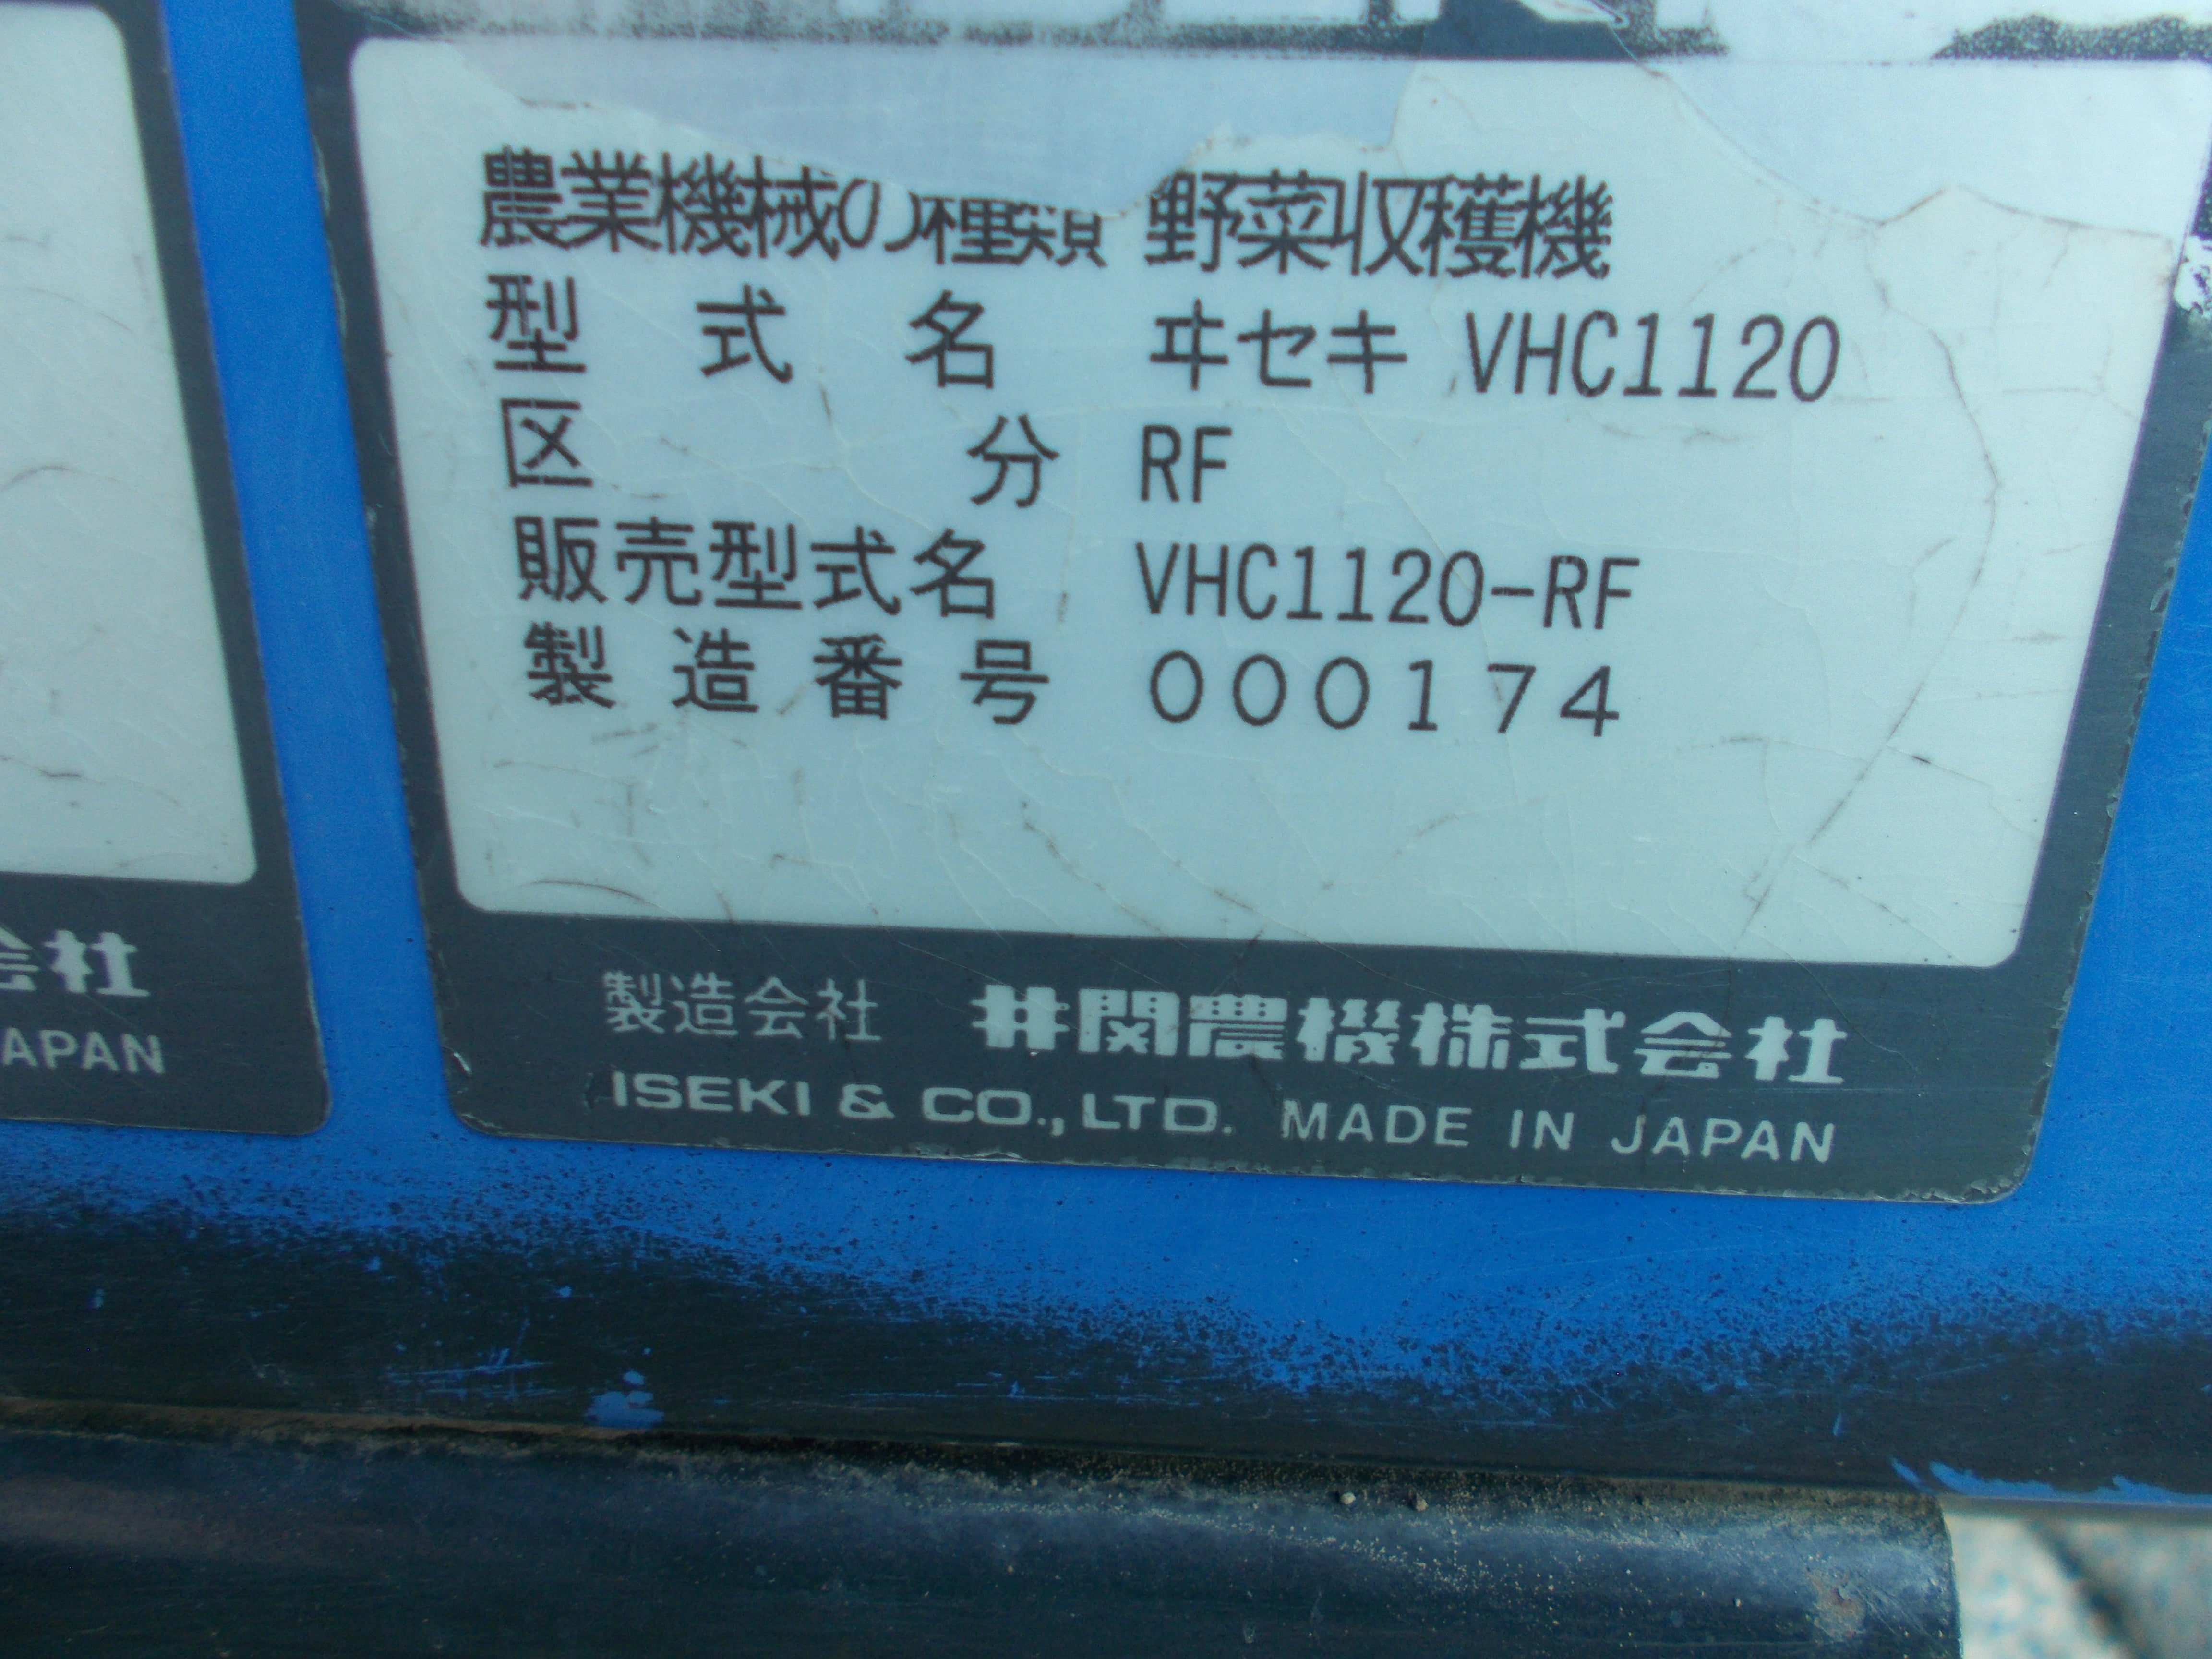 農業機械の種類 野菜収穫機
型式名 ヰセキ VHC1120
区分 RF
販売型式名 VHC1120-RF
製造番号 000174
製造会社 井関農機株式会社
ISEKI & CO., LTD. MADE IN JAPAN
会社
APAN